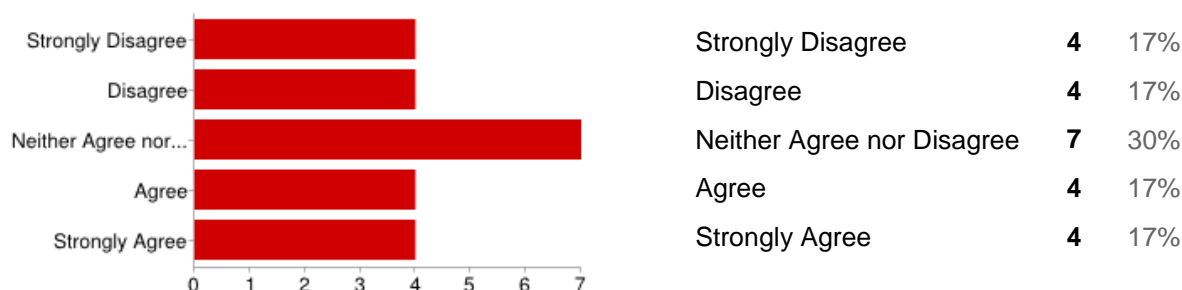 Strongly Disagree
Disagree
Neither Agree nor...
Agree
Strongly Agree
0 1 2 3 4 5 6 7
Strongly Disagree 4 17%
Disagree 4 17%
Neither Agree nor Disagree 7 30%
Agree 4 17%
Strongly Agree 4 17%